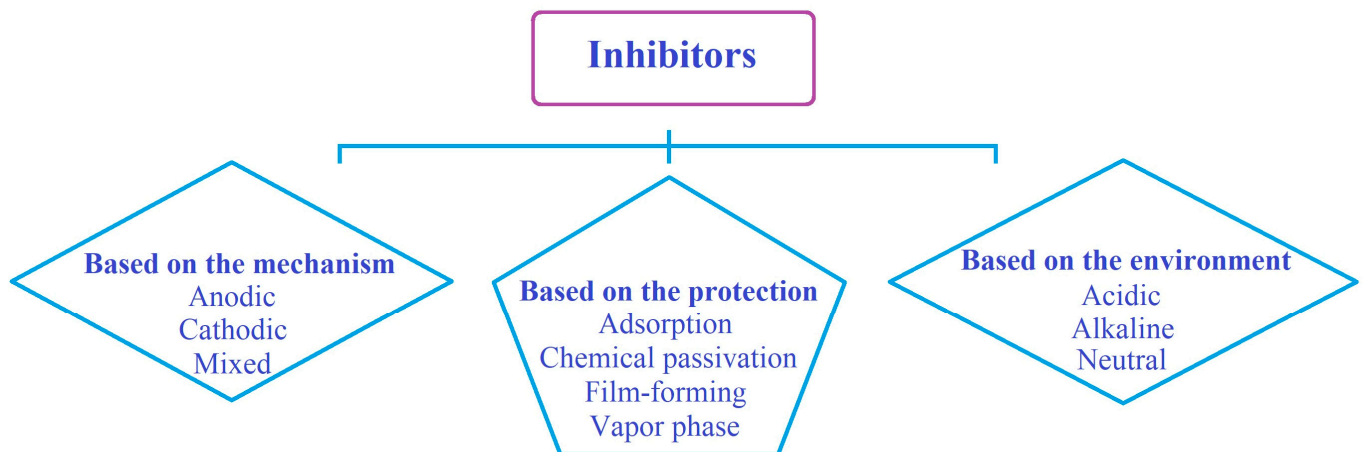 Inhibitors
Based on the mechanism
Anodic
Cathodic
Mixed
Based on the protection
Adsorption
Chemical passivation
Film-forming
Vapor phase
Based on the environment
Acidic
Alkaline
Neutral